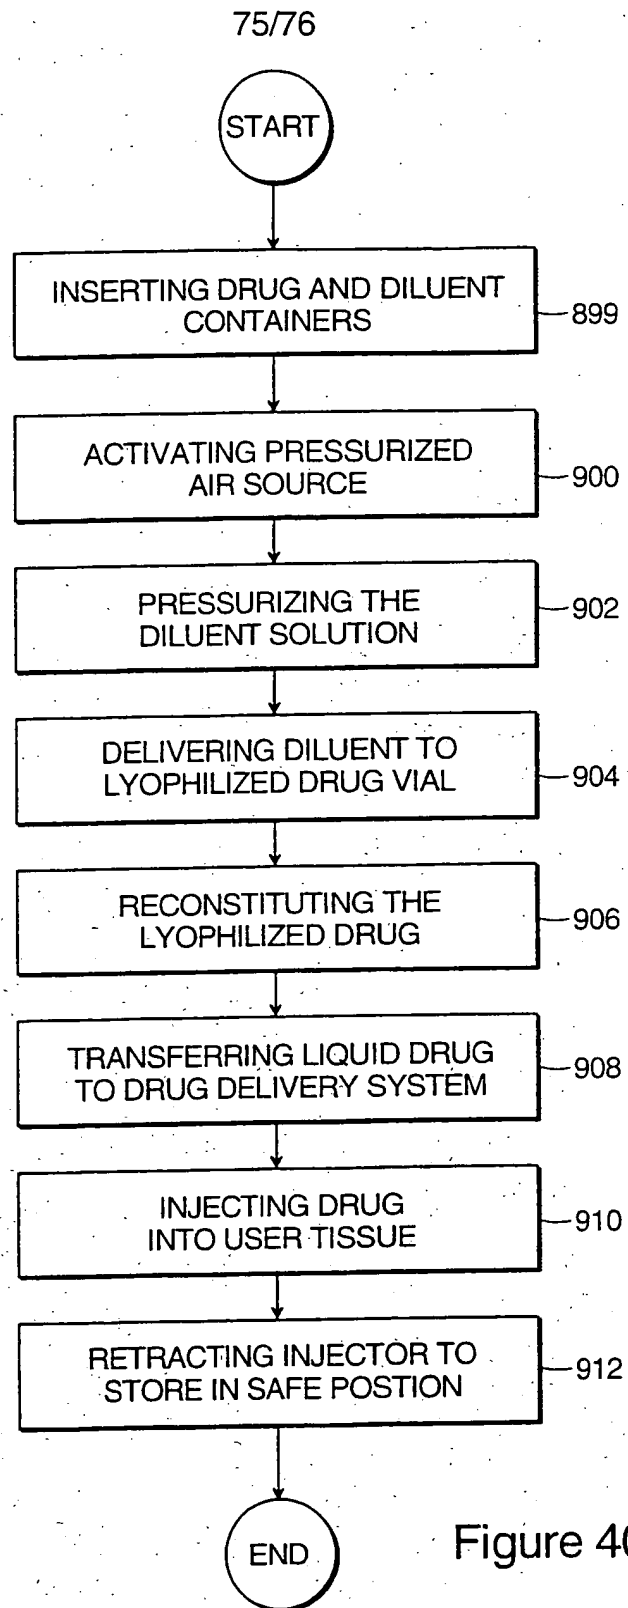 75/76
START
INSERTING DRUG AND DILUENT
CONTAINERS
899
ACTIVATING PRESSURIZED
AIR SOURCE
900
PRESSURIZING THE
DILUENT SOLUTION
902
DELIVERING DILUENT TO
LYOPHILIZED DRUG VIAL
904
RECONSTITUTING THE
LYOPHILIZED DRUG
906
TRANSFERRING LIQUID DRUG
TO DRUG DELIVERY SYSTEM
908
INJECTING DRUG
INTO USER TISSUE
910
RETRACTING INJECTOR TO
STORE IN SAFE POSTION
912
END
Figure